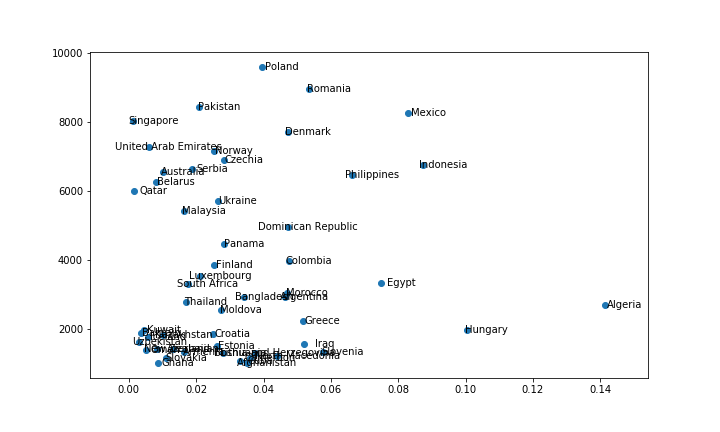 10000
Poland
Romania
Pakistan
Mexico
8000
Singapore
Denmark
United Arab Emirates
Norway
Czechia
Indonesia
Serbia
Australia
Philippines
Belarus
6000
Qatar
Ukraine
Malaysia
Dominican Republic
Panama
4000
Colombia
Finland
Luxembourg
Egypt
South Africa
Morocco
Bangladesh
Argentina
Thailand
Algeria
Moldova
Greece
2000
Kuwait
Hungary
Croatia
Uzbekistan
Iraq
Estonia
Slovenia
Slovakia
Ghana
Afghanistan
0.00
0.02
0.04
0.06
0.08
0.10
0.12
0.14